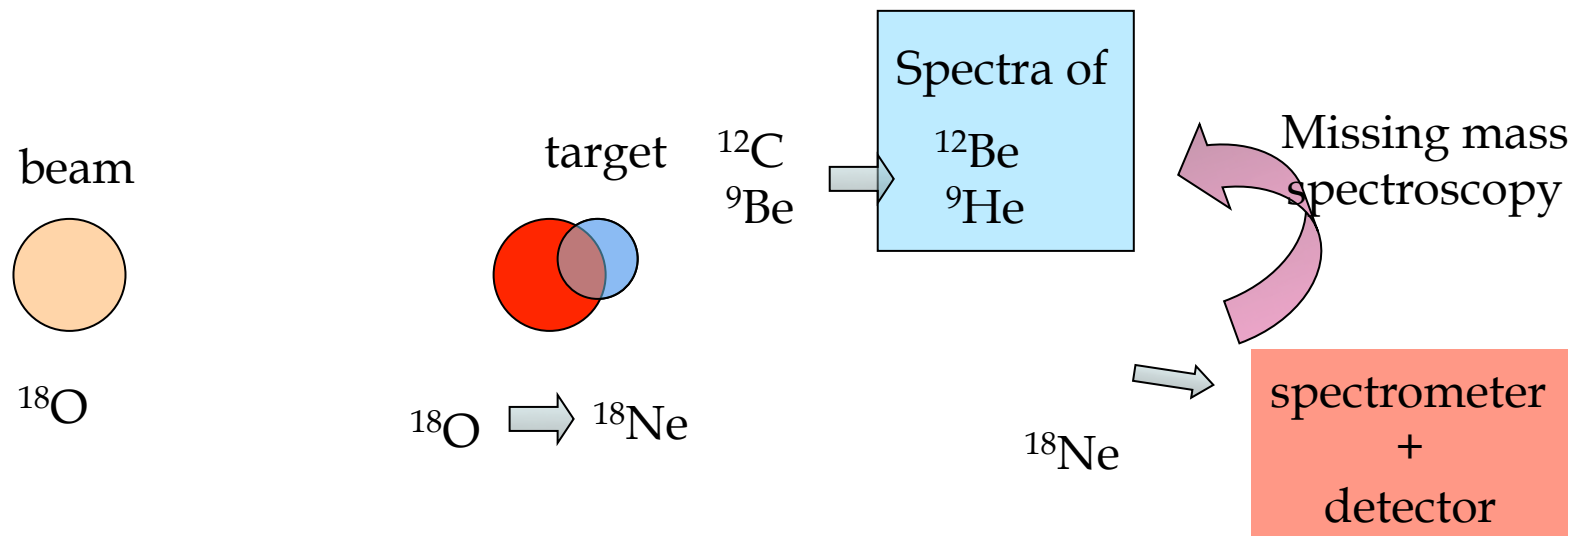 beam
¹⁸O
target
¹⁸O
¹⁸Ne
¹²C
⁹Be
Spectra of
¹²Be
⁹He
Missing mass
spectroscopy
¹⁸Ne
spectrometer
+
detector